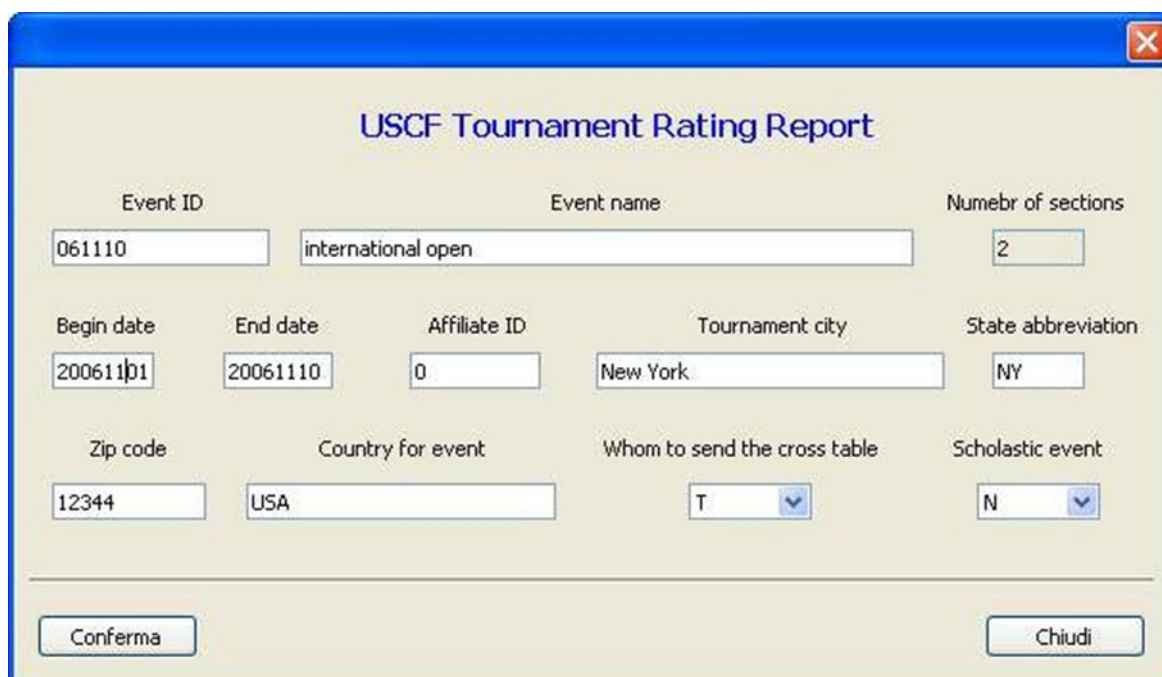 USCF Tournament Rating Report
Event ID Event name Numebr of sections
061110 international open 2
Begin date End date Affiliate ID Tournament city State abbreviation
20061101 20061110 0 New York NY
Zip code Country for event Whom to send the cross table Scholastic event
12344 USA T N
Conferma Chiudi